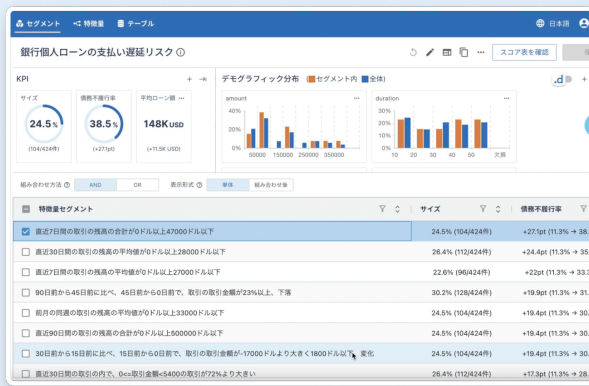 セグメント 特徴量 テーブル 日本語
銀行個人ローンの支払い遅延リスク スコア表を確認
KPI
サイズ 債務不履行率 平均ローン額
24.5% 38.5% 148K USD
(104/424件) (+27.1pt) (+11.5K USD)
デモグラフィック分布 (セグメント内 全体) .d
amount duration
40%
20%
0%
50000 150000 250000 350000
30%
20%
10%
10 20 30 40 50 欠損
組み合わせ方法 AND OR 表示形式 単体 組み合わせ後
特徴量セグメント サイズ 債務不履行率
直近7日間の取引の残高の合計が0ドル以上47000ドル以下 24.5% (104/424件) +27.1pt (11.3% → 38.
直近30日間の取引の残高の平均値が0ドル以上28000ドル以下 26.4% (112/424件) +24.4pt (11.3% → 35
直近7日間の取引の残高の平均値が0ドル以上27000ドル以下 22.6% (96/424件) +22pt (11.3% → 33.3
90日前から45日前に比べ、45日前から0日前で、取引の取引金額が23%以上、下落 30.2% (128/424件) +19.9pt (11.3% → 31.
前月の同週の取引の残高の平均値が0ドル以上33000ドル以下 24.5% (104/424件) +19.4pt (11.3% → 30.
直近90日間の取引の残高の合計が0ドル以上500000ドル以下 24.5% (104/424件) +19.4pt (11.3% → 30.
30日前から15日前に比べ、15日前から0日前で、取引の取引金額が-17000ドルより大きく1800ドル以下、変化 24.5% (104/424件) +19.4pt (11.3% → 30.
直近30日間の取引の内で、0<=取引金額<5400の取引が72%より大きい 26.4% (112/424件) +17.3pt (11.3% → 28.